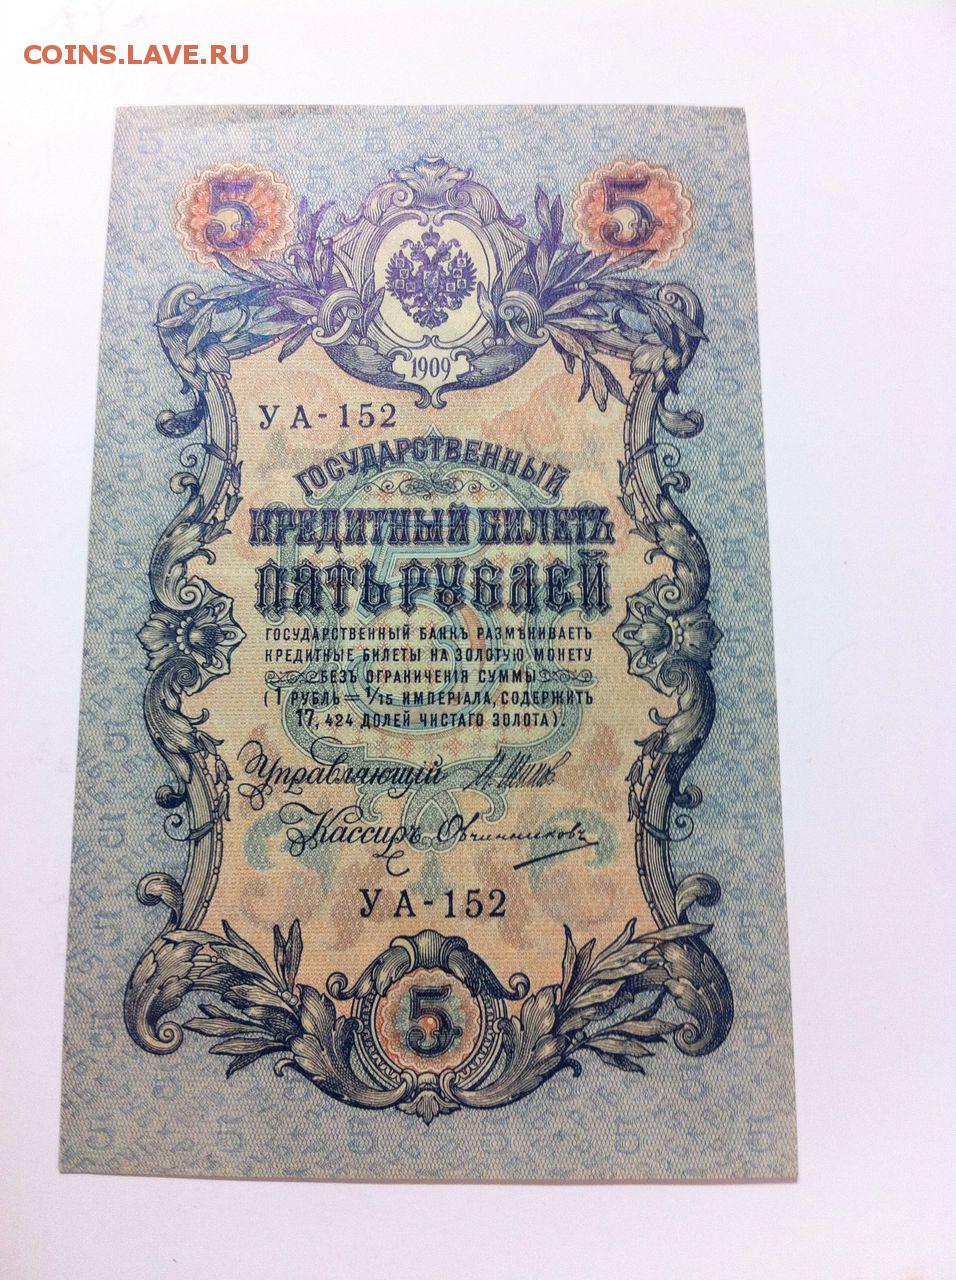 COINS.LAVE.RU
5 5
1909
УА-152
ГОСУДАРСТВЕННЫЙ
КРЕДИТНЫЙ БИЛЕТЪ
ПЯТЬ РУБЛЕЙ
ГОСУДАРСТВЕННЫЙ БАНКЪ РАЗМѢНИВАЕТЪ
КРЕДИТНЫЕ БИЛЕТЫ НА ЗОЛОТУЮ МОНЕТУ
БЕЗЪ ОГРАНИЧЕНІЯ СУММЫ
(1 РУБЛЬ = 1/15 ИМПЕРІАЛА, СОДЕРЖИТЪ
17,424 ДОЛЕЙ ЧИСТАГО ЗОЛОТА).
Управляющій
Кассиръ Овчинниковъ
УА-152
5